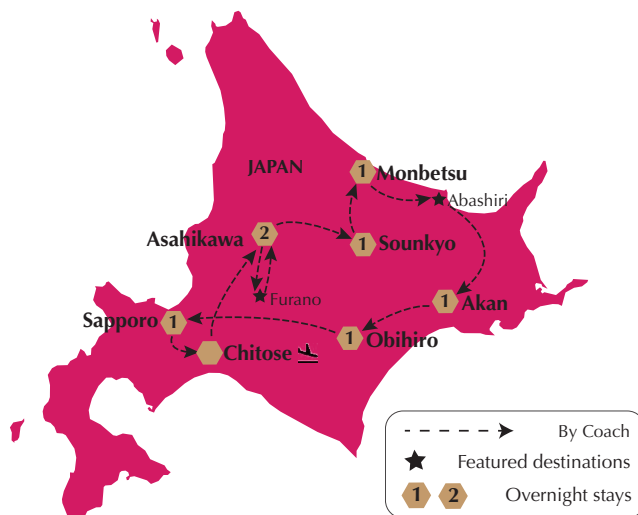 JAPAN
1 Monbetsu
Abashiri
Asahikawa 2
1 Sounkyo
Furano
1 Akan
Sapporo 1
1 Obihiro
Chitose
By Coach
Featured destinations
1 2 Overnight stays